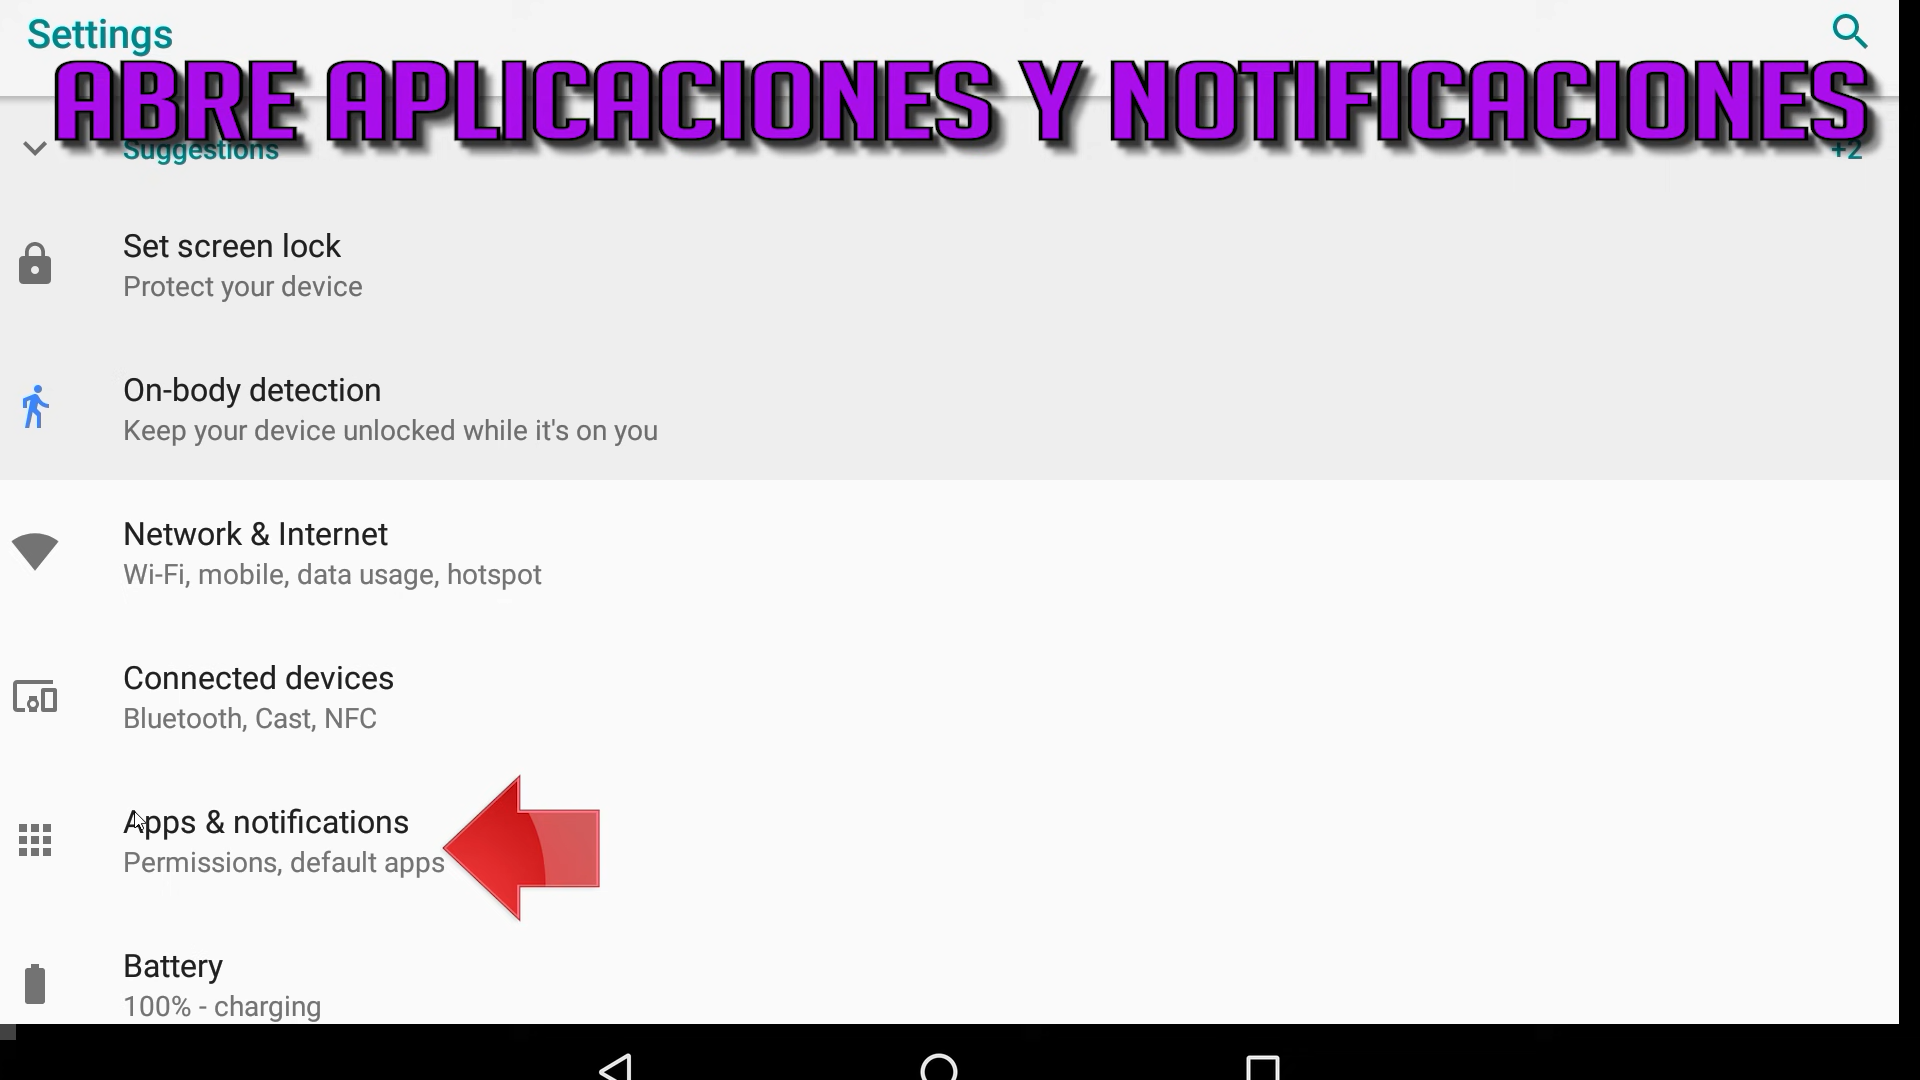 Settings
ABRE APLICACIONES Y NOTIFICACIONES
Suggestions
+2
Set screen lock
Protect your device
On-body detection
Keep your device unlocked while it's on you
Network & Internet
Wi-Fi, mobile, data usage, hotspot
Connected devices
Bluetooth, Cast, NFC
Apps & notifications
Permissions, default apps
Battery
100% - charging